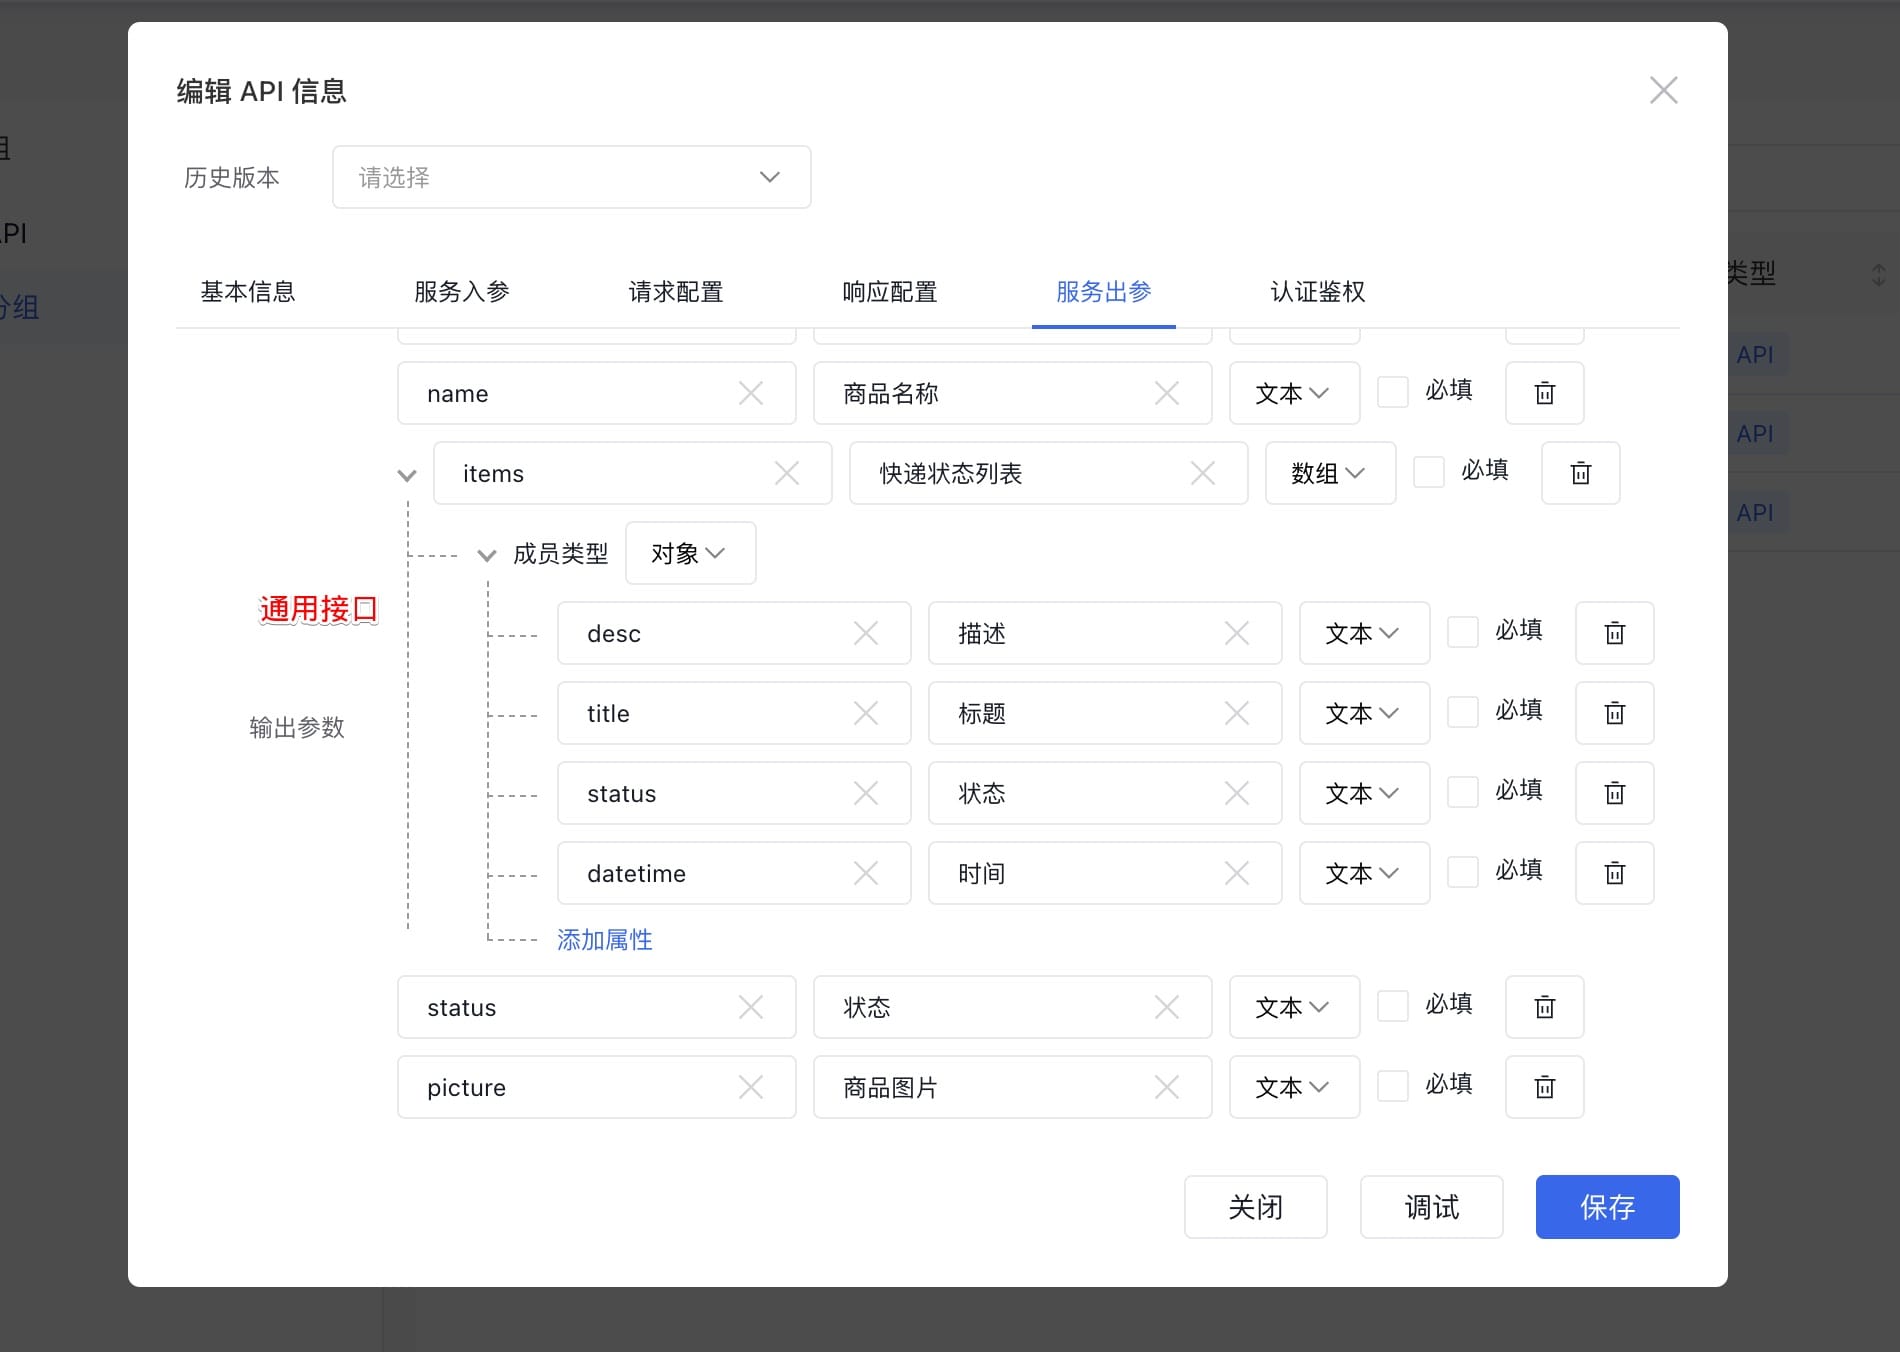 编辑 API 信息
历史版本 请选择
基本信息 服务入参 请求配置 响应配置 服务出参 认证鉴权
name 商品名称 文本 必填
items 快递状态列表 数组 必填
成员类型 对象
通用接口
desc 描述 文本 必填
title 标题 文本 必填
输出参数
status 状态 文本 必填
datetime 时间 文本 必填
添加属性
status 状态 文本 必填
picture 商品图片 文本 必填
关闭 调试 保存
组
API
分组
类型
API
API
API